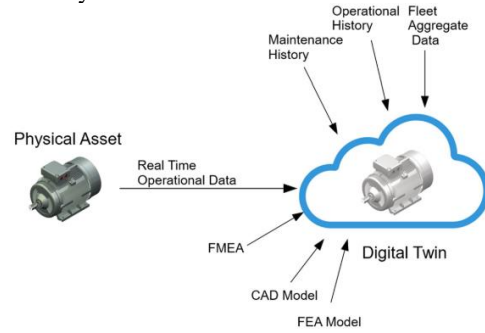 Operational
History
Fleet
Aggregate
Data
Maintenance
History
Physical Asset
Real Time
Operational Data
FMEA
Digital Twin
CAD Model
FEA Model